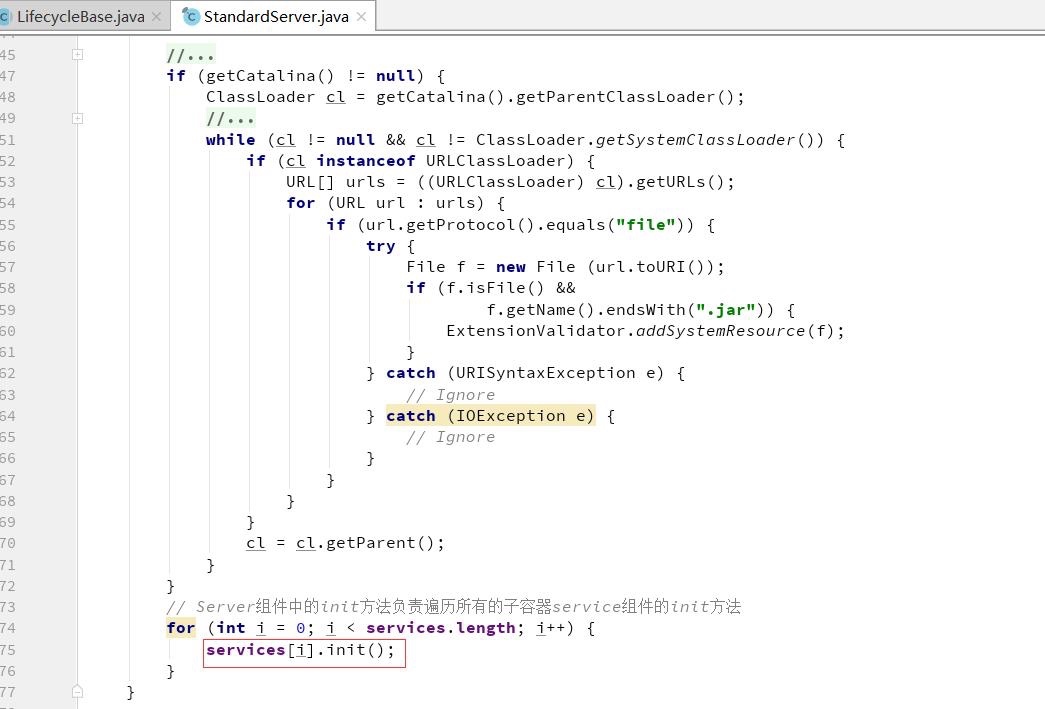 LifecycleBase.java StandardServer.java
45 //...
47 if (getCatalina() != null) {
48 ClassLoader cl = getCatalina().getParentClassLoader();
49 //...
51 while (cl != null && cl != ClassLoader.getSystemClassLoader()) {
52 if (cl instanceof URLClassLoader) {
53 URL[] urls = ((URLClassLoader) cl).getURLs();
54 for (URL url : urls) {
55 if (url.getProtocol().equals("file")) {
56 try {
57 File f = new File (url.toURI());
58 if (f.isFile() &&
59 f.getName().endsWith(".jar")) {
60 ExtensionValidator.addSystemResource(f);
61 }
62 } catch (URISyntaxException e) {
63 // Ignore
64 } catch (IOException e) {
65 // Ignore
66 }
67 }
68 }
69 }
70 cl = cl.getParent();
71 }
72 }
73 // Server组件中的init方法负责遍历所有的子容器service组件的init方法
74 for (int i = 0; i < services.length; i++) {
75 services[i].init();
76 }
77 }